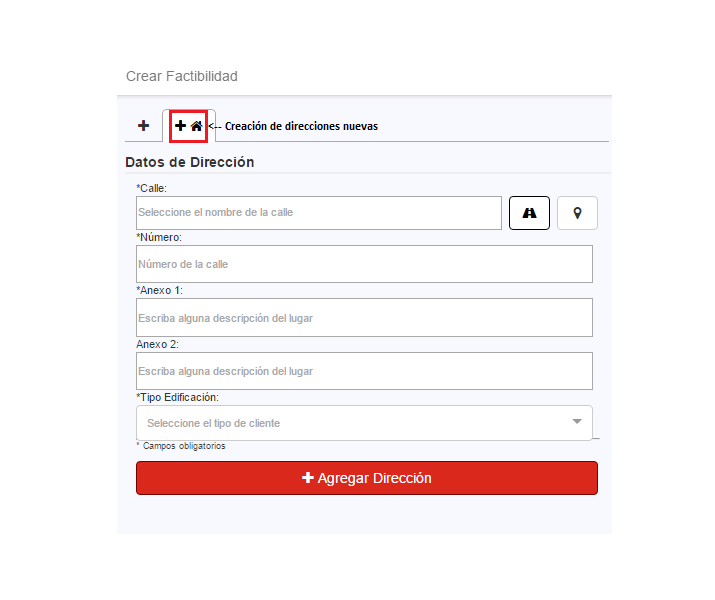 Crear Factibilidad
<-- Creación de direcciones nuevas
Datos de Dirección
*Calle:
Seleccione el nombre de la calle
*Número:
Número de la calle
*Anexo 1:
Escriba alguna descripción del lugar
Anexo 2:
Escriba alguna descripción del lugar
*Tipo Edificación:
Seleccione el tipo de cliente
* Campos obligatorios
Agregar Dirección